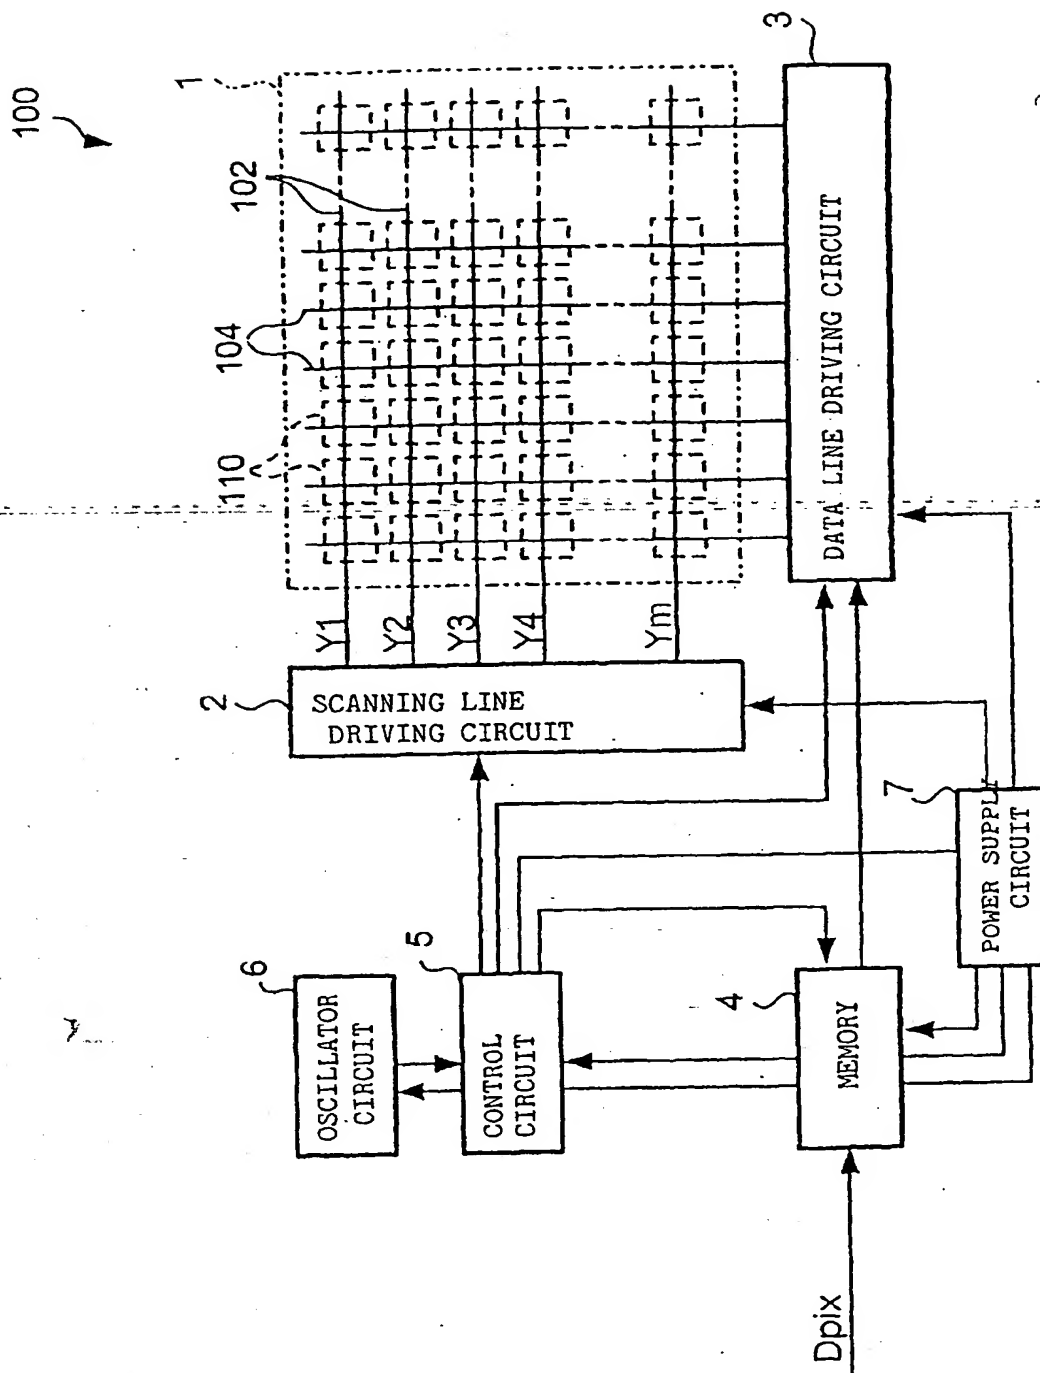 100
1
102
104
110
Y1
Y2
Y3
Y4
Ym
2
SCANNING LINE
DRIVING CIRCUIT
3
DATA LINE DRIVING CIRCUIT
6
OSCILLATOR
CIRCUIT
5
CONTROL
CIRCUIT
4
MEMORY
7
POWER SUPPLY
CIRCUIT
Dpix